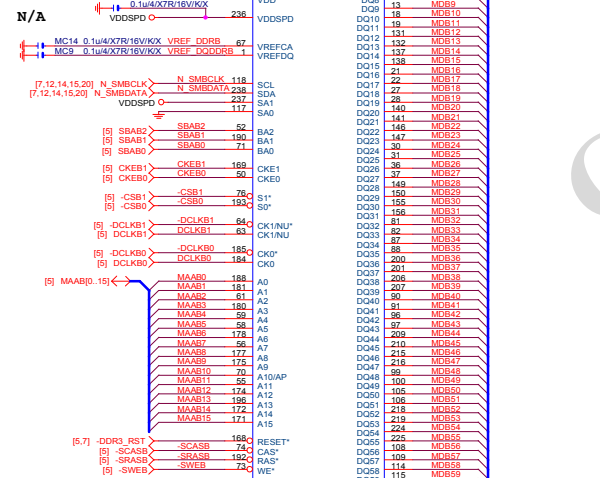 N/A
0.1u/4/X7R/16V/K/X
VDDSPD 236 VDDSPD
MC14 0.1u/4/X7R/16V/K/X VREF_DDRB 67 VREFCA
MC9 0.1u/4/X7R/16V/K/X VREF_DQDDRB 1 VREFDQ
[7,12,14,15,20] N_SMBCLK N_SMBCLK 118 SCL
[7,12,14,15,20] N_SMBDATA N_SMBDATA 238 SDA
VDDSPD 237 SA1
117 SA0
[5] SBAB2 SBAB2 52 BA2
[5] SBAB1 SBAB1 190 BA1
[5] SBAB0 SBAB0 71 BA0
[5] CKEB1 CKEB1 169 CKE1
[5] CKEB0 CKEB0 50 CKE0
[5] -CSB1 -CSB1 76 S1*
[5] -CSB0 -CSB0 193 S0*
[5] -DCLKB1 -DCLKB1 64 CK1/NU*
[5] DCLKB1 DCLKB1 63 CK1/NU
[5] -DCLKB0 -DCLKB0 185 CK0*
[5] DCLKB0 DCLKB0 184 CK0
[5] MAAB[0..15] MAAB0 188 A0
MAAB1 181 A1
MAAB2 61 A2
MAAB3 180 A3
MAAB4 59 A4
MAAB5 58 A5
MAAB6 178 A6
MAAB7 56 A7
MAAB8 177 A8
MAAB9 175 A9
MAAB10 70 A10/AP
MAAB11 55 A11
MAAB12 174 A12
MAAB13 196 A13
MAAB14 172 A14
MAAB15 171 A15
[5,7] -DDR3_RST 168 RESET*
[5] -SCASB -SCASB 74 CAS*
[5] -SRASB -SRASB 192 RAS*
[5] -SWEB -SWEB 73 WE*
DQ9 13 MDB9
DQ10 18 MDB10
DQ11 19 MDB11
DQ12 131 MDB12
DQ13 132 MDB13
DQ14 137 MDB14
DQ15 138 MDB15
DQ16 21 MDB16
DQ17 22 MDB17
DQ18 27 MDB18
DQ19 28 MDB19
DQ20 140 MDB20
DQ21 141 MDB21
DQ22 146 MDB22
DQ23 147 MDB23
DQ24 30 MDB24
DQ25 31 MDB25
DQ26 36 MDB26
DQ27 37 MDB27
DQ28 149 MDB28
DQ29 150 MDB29
DQ30 155 MDB30
DQ31 156 MDB31
DQ32 81 MDB32
DQ33 82 MDB33
DQ34 87 MDB34
DQ35 88 MDB35
DQ36 200 MDB36
DQ37 201 MDB37
DQ38 206 MDB38
DQ39 207 MDB39
DQ40 90 MDB40
DQ41 91 MDB41
DQ42 96 MDB42
DQ43 97 MDB43
DQ44 209 MDB44
DQ45 210 MDB45
DQ46 215 MDB46
DQ47 216 MDB47
DQ48 99 MDB48
DQ49 100 MDB49
DQ50 105 MDB50
DQ51 106 MDB51
DQ52 218 MDB52
DQ53 219 MDB53
DQ54 224 MDB54
DQ55 225 MDB55
DQ56 108 MDB56
DQ57 109 MDB57
DQ58 114 MDB58
115 MDB59